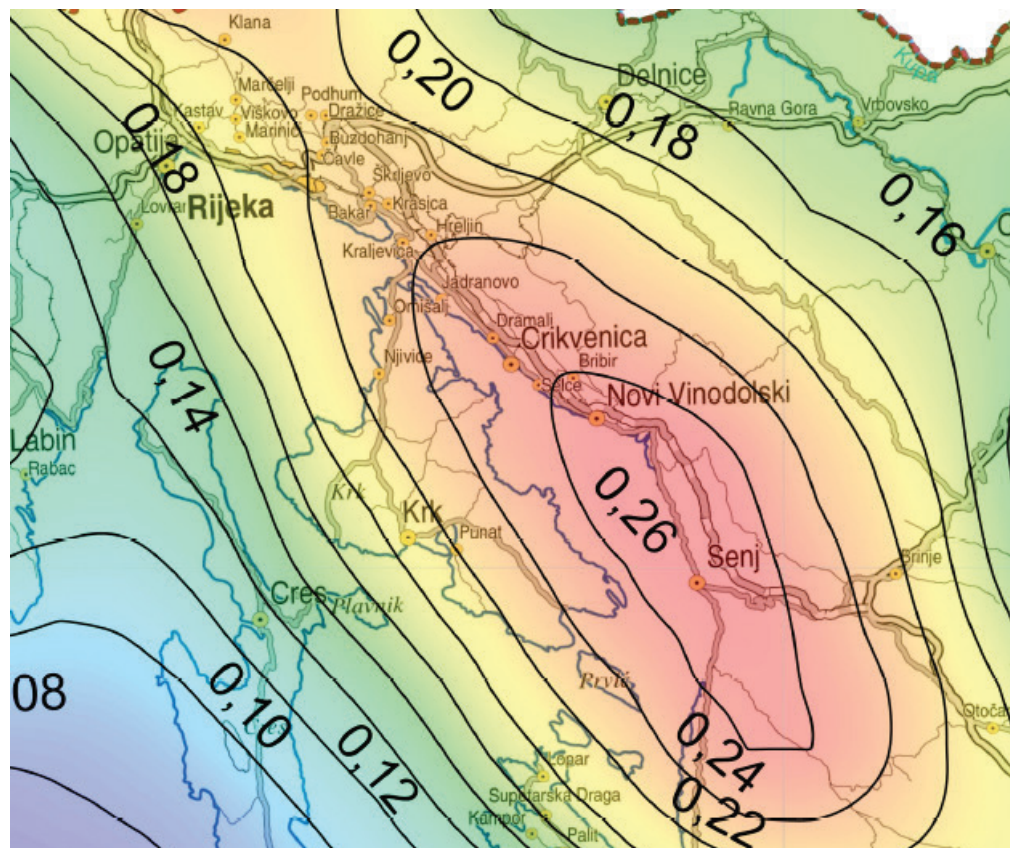 Klana
0,20
Delnice
Kupa
Marčelji
Podhum
0,18
Ravna Gora
Vrbovsko
Kastav
Viškovo
Dražice
0,18
Marinići
Buzdohanj
Opatija
Čavle
Škrljevo
0,16
Lovran
Rijeka
Bakar
Krasica
Hreljin
Kraljevica
Jadranovo
Omišalj
Dramalj
Crikvenica
Njivice
Bribir
0,14
Selce
Novi Vinodolski
Labin
Rabac
Krk
0,26
Krk
Punat
Senj
Brinje
Cres
Plavnik
08
0,10
Cres
Prvić
Otočac
0,12
0,24
Lopar
Supetarska Draga
0,22
Kampor
Palit